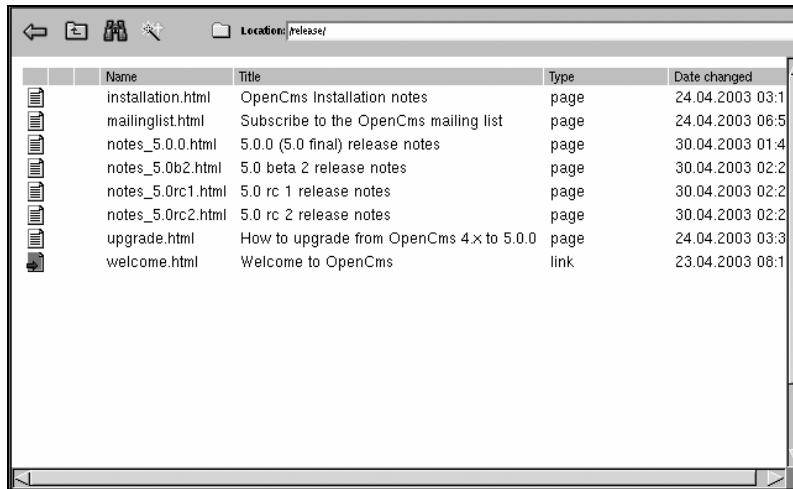 Location: /release/
Name Title Type Date changed
installation.html OpenCms Installation notes page 24.04.2003 03:1
mailinglist.html Subscribe to the OpenCms mailing list page 24.04.2003 06:5
notes_5.0.0.html 5.0.0 (5.0 final) release notes page 30.04.2003 01:4
notes_5.0b2.html 5.0 beta 2 release notes page 30.04.2003 02:2
notes_5.0rc1.html 5.0 rc 1 release notes page 30.04.2003 02:2
notes_5.0rc2.html 5.0 rc 2 release notes page 30.04.2003 02:2
upgrade.html How to upgrade from OpenCms 4.x to 5.0.0 page 24.04.2003 03:3
welcome.html Welcome to OpenCms link 23.04.2003 08:1